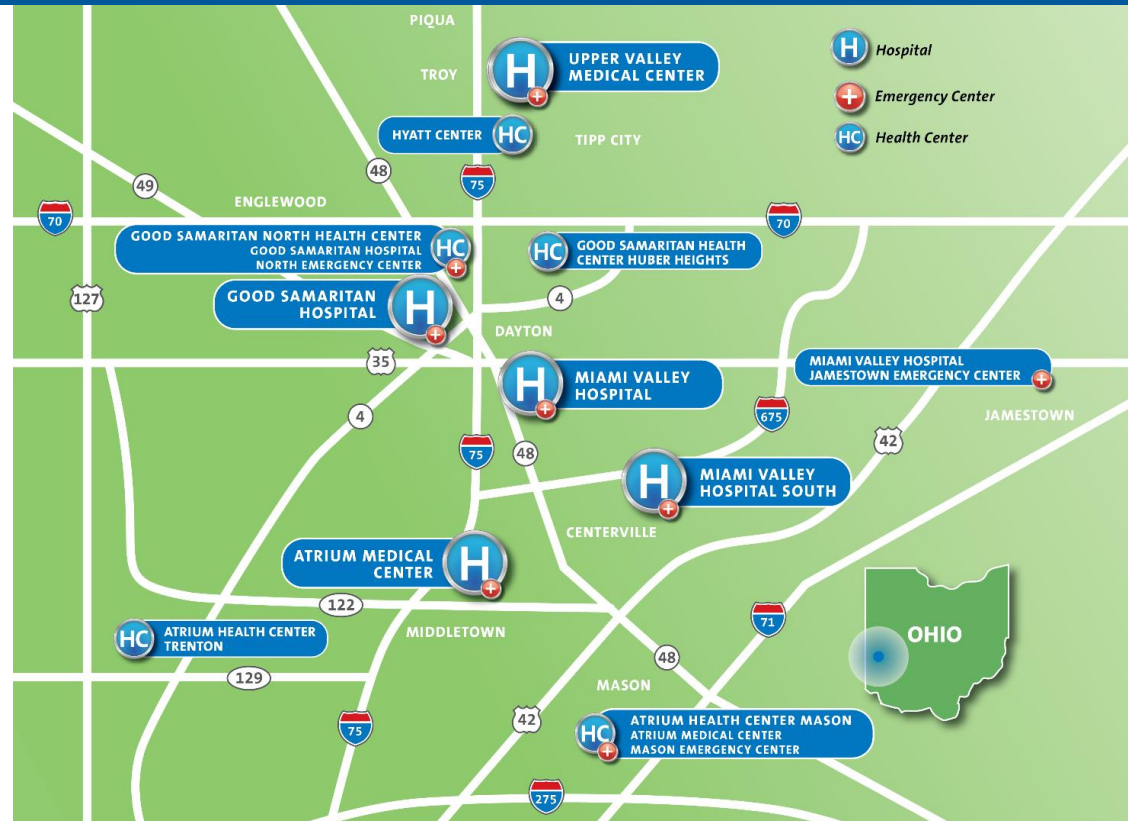 PIQUA
TROY
H
UPPER VALLEY
MEDICAL CENTER
H
Hospital
Emergency Center
HC
Health Center
HYATT CENTER
HC
TIPP CITY
48
75
49
ENGLEWOOD
70
70
GOOD SAMARITAN NORTH HEALTH CENTER
GOOD SAMARITAN HOSPITAL
NORTH EMERGENCY CENTER
HC
HC
GOOD SAMARITAN HEALTH
CENTER HUBER HEIGHTS
127
GOOD SAMARITAN
HOSPITAL
H
4
DAYTON
35
H
MIAMI VALLEY
HOSPITAL
MIAMI VALLEY HOSPITAL
JAMESTOWN EMERGENCY CENTER
JAMESTOWN
4
675
42
75
48
H
MIAMI VALLEY
HOSPITAL SOUTH
CENTERVILLE
ATRIUM MEDICAL
CENTER
H
122
MIDDLETOWN
71
OHIO
HC
ATRIUM HEALTH CENTER
TRENTON
48
129
MASON
42
75
HC
ATRIUM HEALTH CENTER MASON
ATRIUM MEDICAL CENTER
MASON EMERGENCY CENTER
275